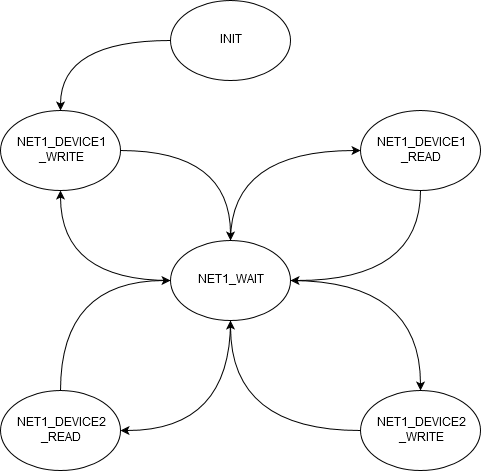 INIT
NET1_DEVICE1
_WRITE
NET1_DEVICE1
_READ
NET1_WAIT
NET1_DEVICE2
_READ
NET1_DEVICE2
_WRITE